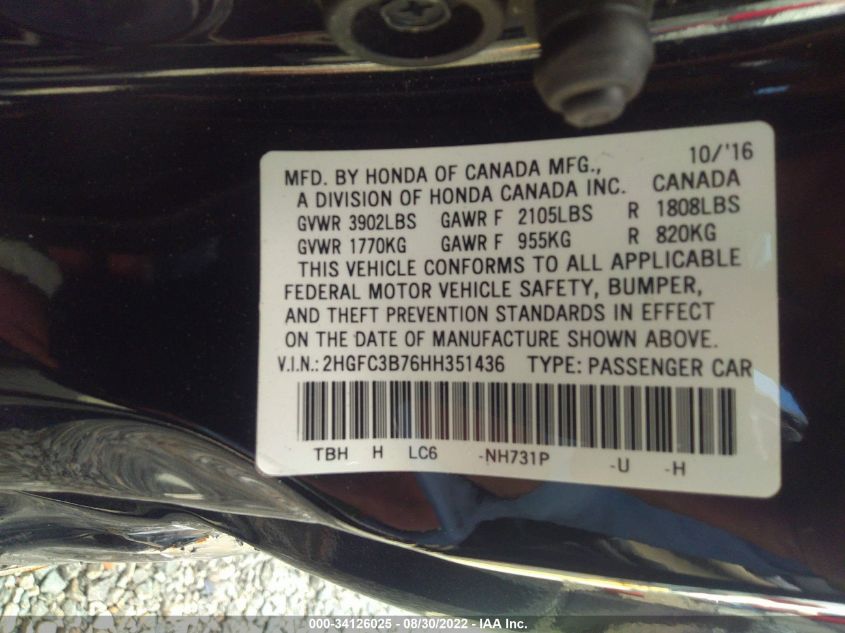 10/'16
MFD. BY HONDA OF CANADA MFG.,
A DIVISION OF HONDA CANADA INC. CANADA
GVWR 3902LBS GAWR F 2105LBS R 1808LBS
GVWR 1770KG GAWR F 955KG R 820KG
THIS VEHICLE CONFORMS TO ALL APPLICABLE
FEDERAL MOTOR VEHICLE SAFETY, BUMPER,
AND THEFT PREVENTION STANDARDS IN EFFECT
ON THE DATE OF MANUFACTURE SHOWN ABOVE.
V.I.N.: 2HGFC3B76HH351436 TYPE: PASSENGER CAR
TBH H LC6 -NH731P -U -H
000-34126025 - 08/30/2022 - IAA Inc.